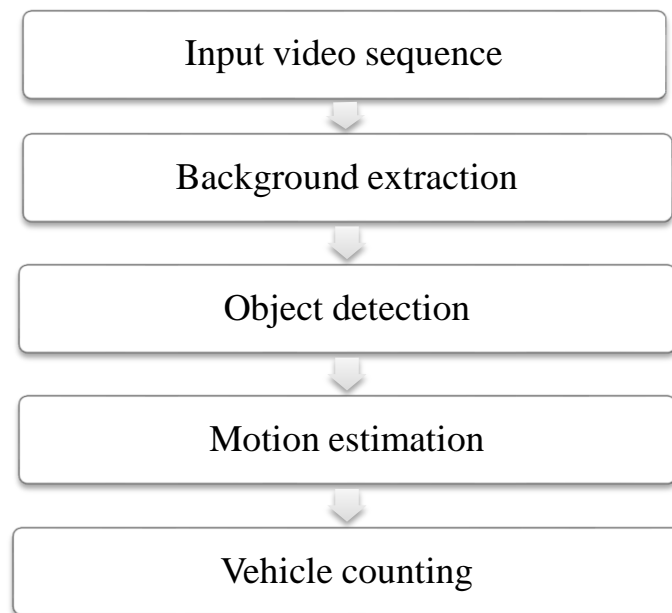 Input video sequence
Background extraction
Object detection
Motion estimation
Vehicle counting